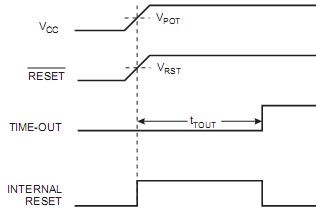 VCC
VPOT
RESET
VRST
TIME-OUT
tTOUT
INTERNAL
RESET